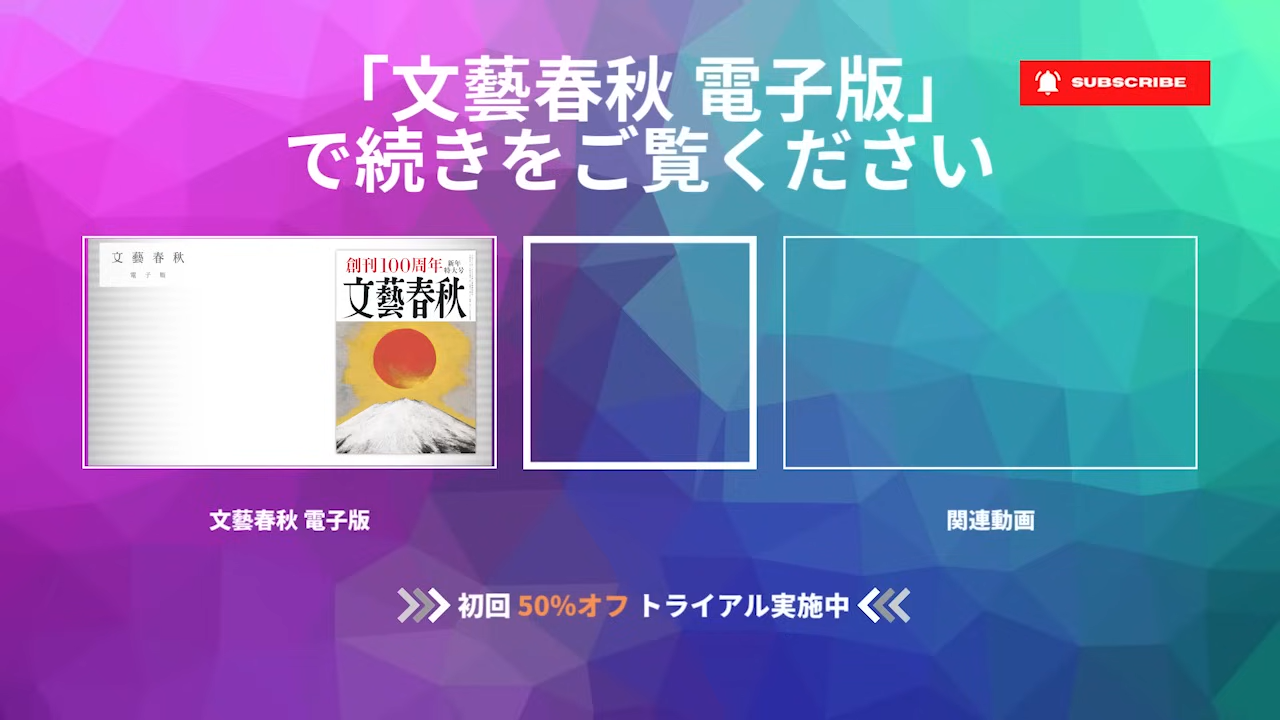 「文藝春秋 電子版」
で続きをご覧ください
SUBSCRIBE
文藝春秋
電子版
創刊100周年
新年
特大号
文藝春秋
文藝春秋 電子版
関連動画
初回 50%オフ トライアル実施中